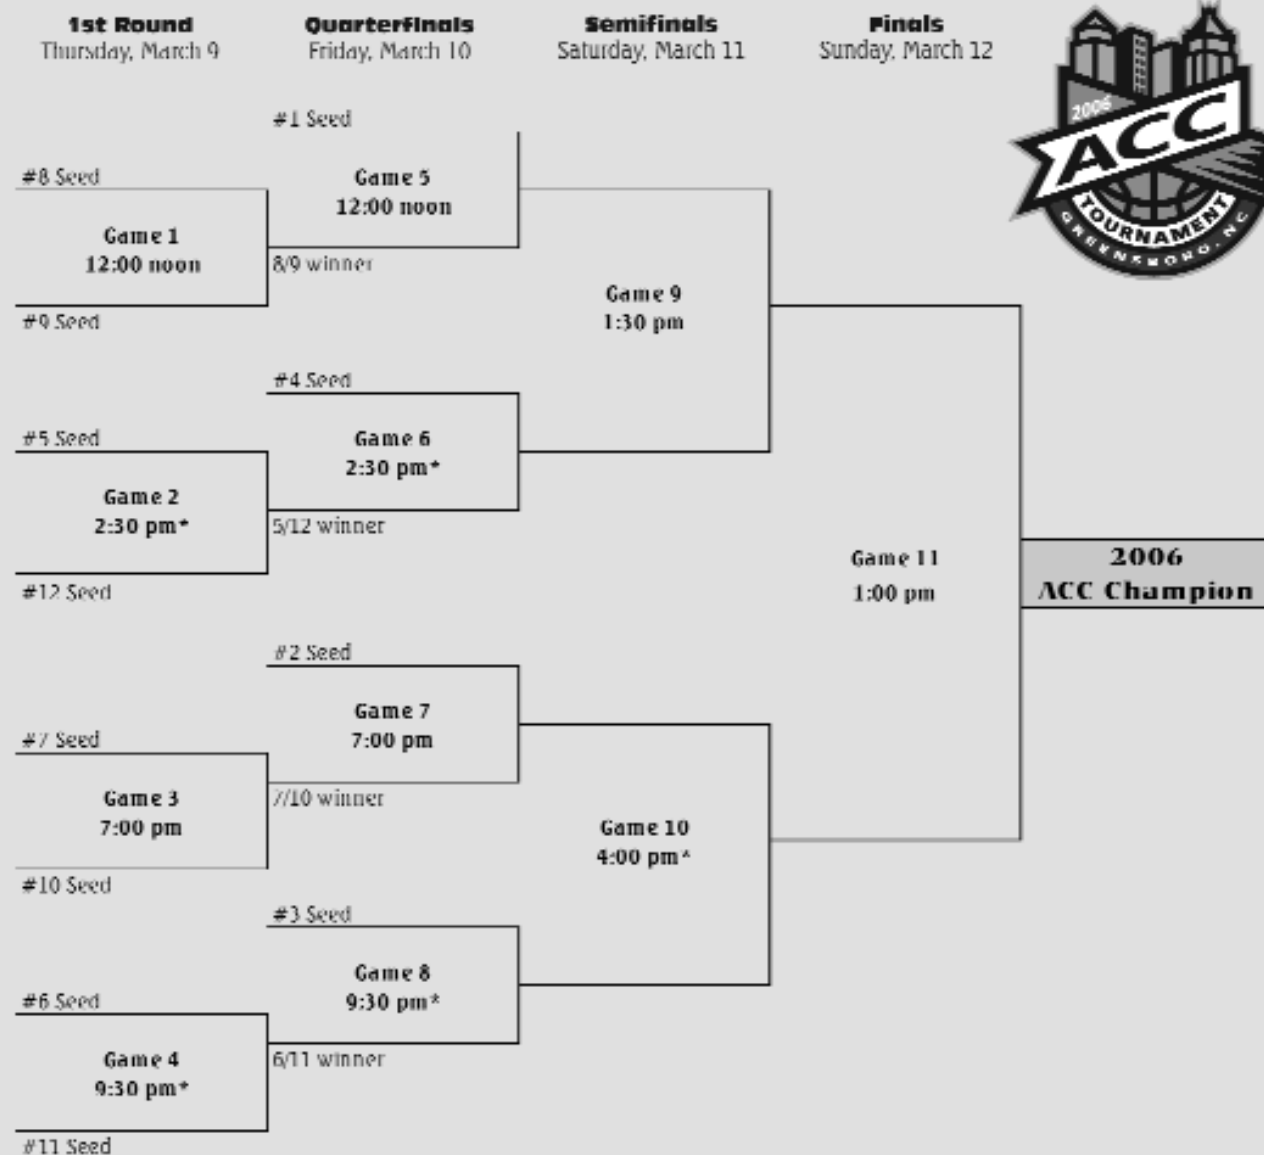 1st Round
Thursday, March 9
Quarterfinals
Friday, March 10
Semifinals
Saturday, March 11
Finals
Sunday, March 12
2006
ACC
TOURNAMENT
GREENSBORO, NC
#1 Seed
#8 Seed
Game 5
12:00 noon
Game 1
12:00 noon
8/9 winner
#9 Seed
Game 9
1:30 pm
#4 Seed
#5 Seed
Game 6
2:30 pm*
Game 2
2:30 pm*
5/12 winner
#12 Seed
Game 11
1:00 pm
2006
ACC Champion
#2 Seed
#7 Seed
Game 7
7:00 pm
Game 3
7:00 pm
7/10 winner
#10 Seed
Game 10
4:00 pm*
#3 Seed
#6 Seed
Game 8
9:30 pm*
Game 4
9:30 pm*
6/11 winner
#11 Seed